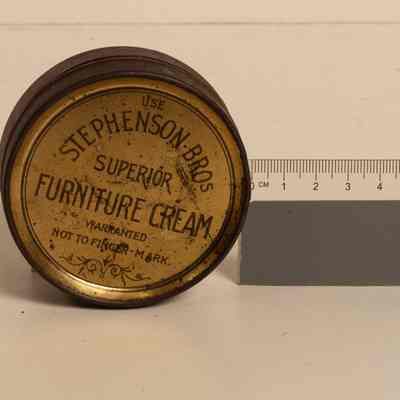 USE
STEPHENSON·BROS
SUPERIOR
FURNITURE CREAM
WARRANTED
NOT TO FINGER-MARK.
0 CM 1 2 3 4